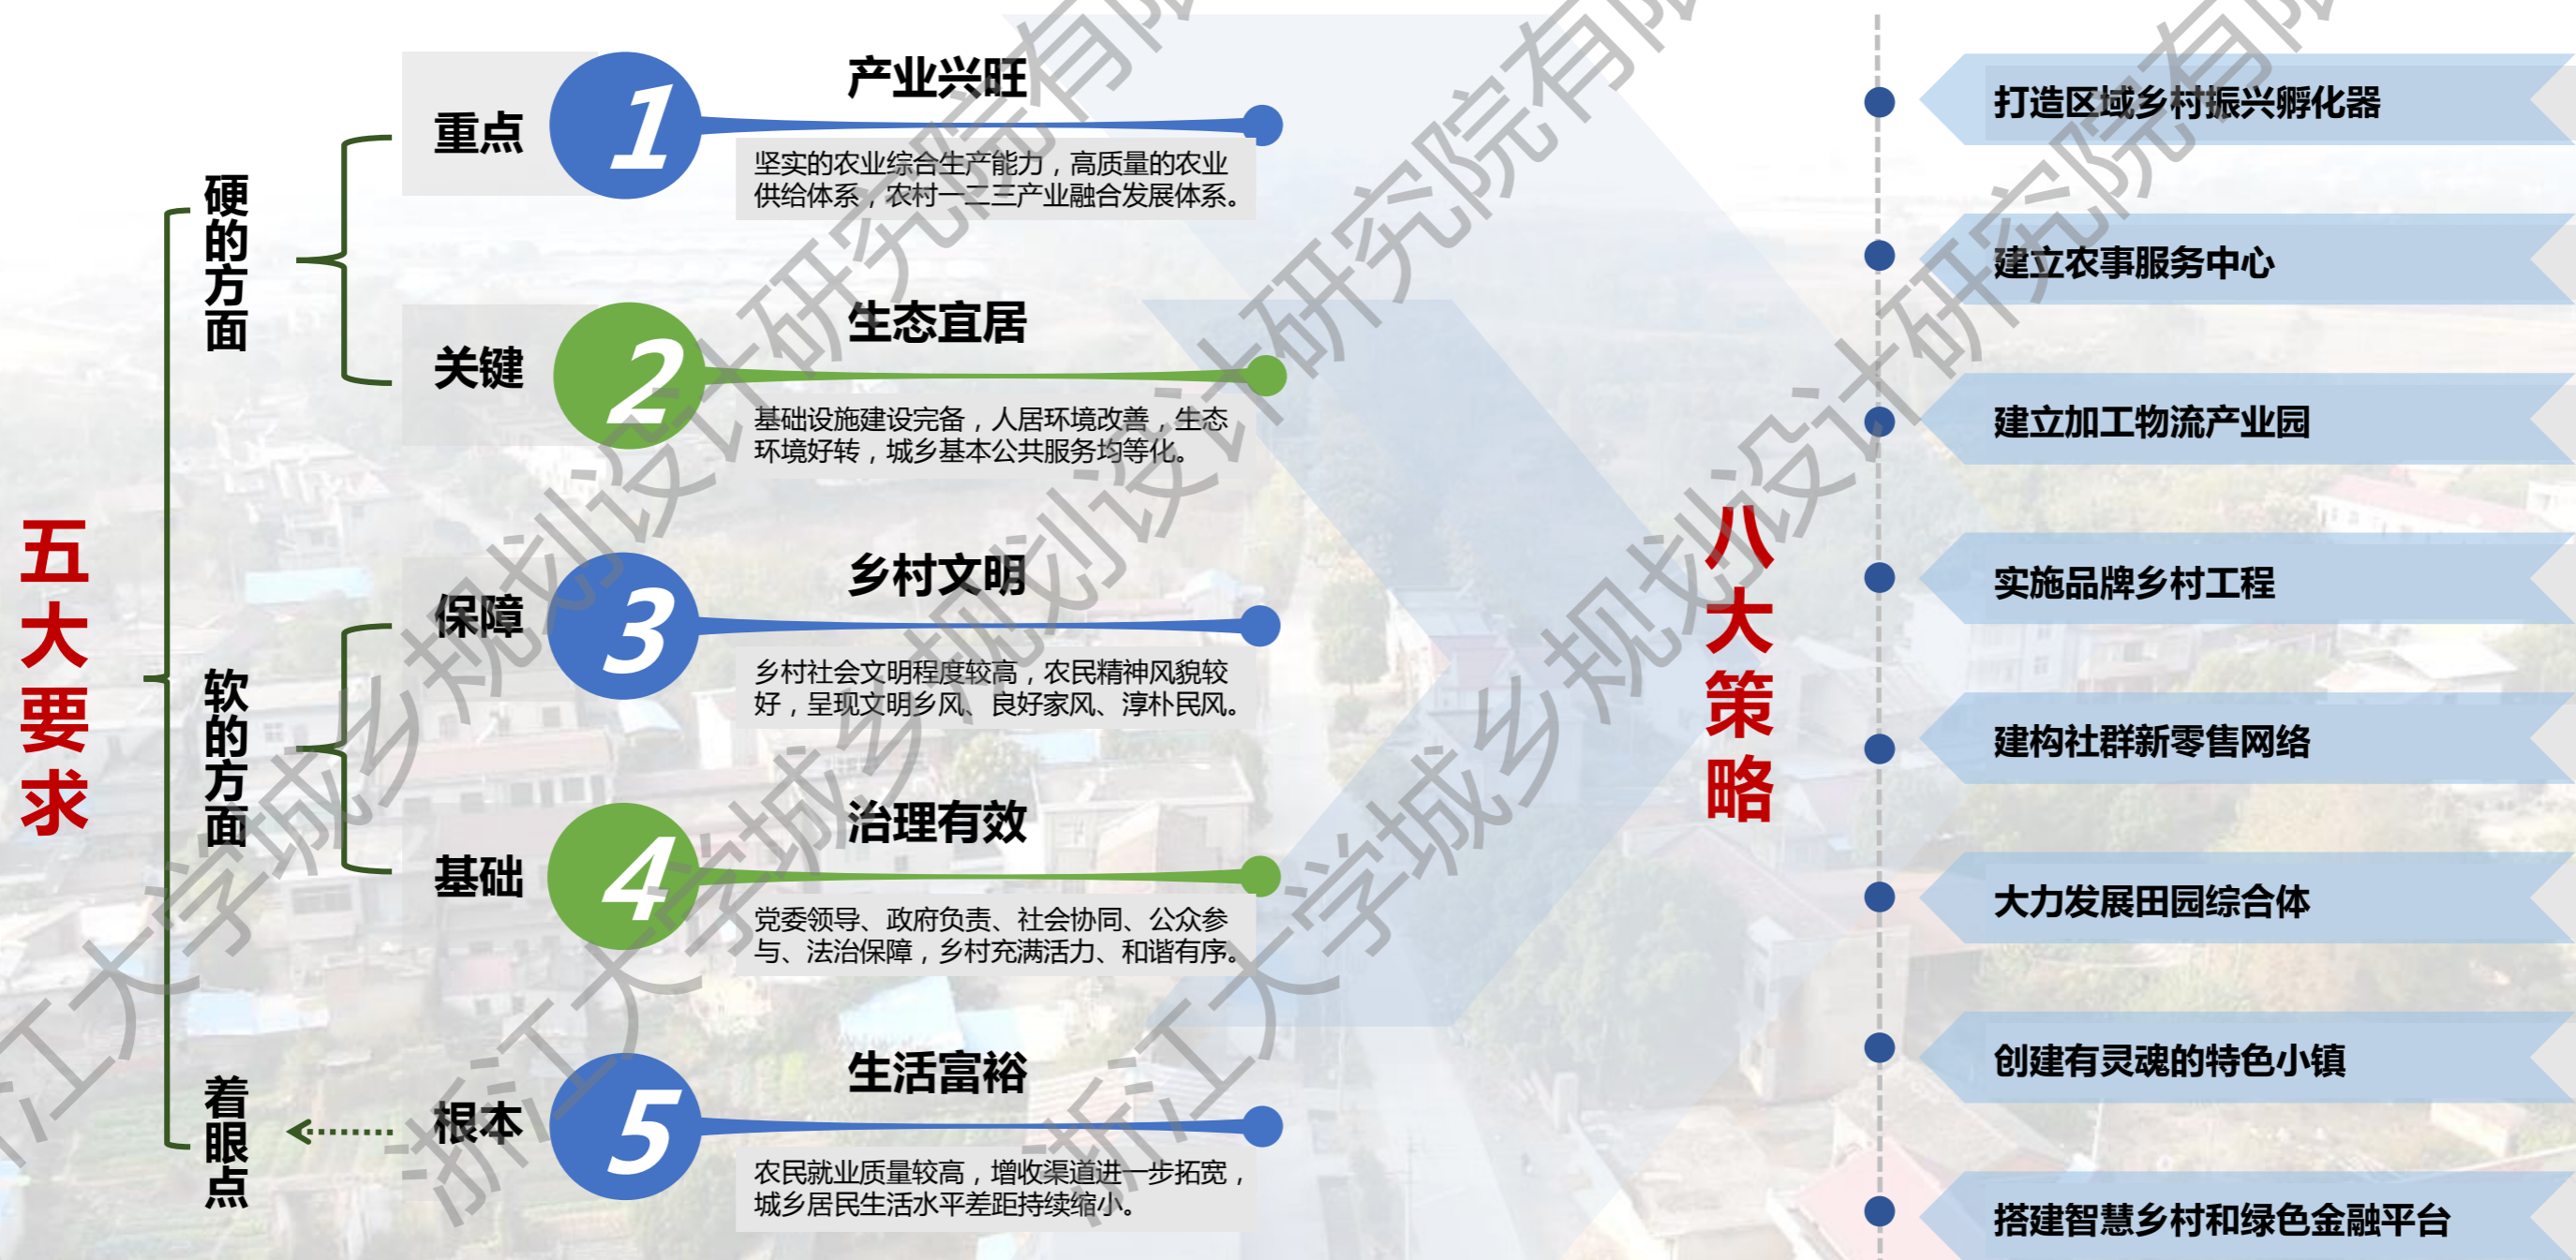 五大要求
硬的方面
重点
1
产业兴旺
坚实的农业综合生产能力，高质量的农业
供给体系，农村一二三产业融合发展体系。
关键
2
生态宜居
基础设施建设完备，人居环境改善，生态
环境好转，城乡基本公共服务均等化。
软的方面
保障
3
乡村文明
乡村社会文明程度较高，农民精神风貌较
好，呈现文明乡风、良好家风、淳朴民风。
基础
4
治理有效
党委领导、政府负责、社会协同、公众参
与、法治保障，乡村充满活力、和谐有序。
着眼点
根本
5
生活富裕
农民就业质量较高，增收渠道进一步拓宽，
城乡居民生活水平差距持续缩小。
八大策略
打造区域乡村振兴孵化器
建立农事服务中心
建立加工物流产业园
实施品牌乡村工程
建构社群新零售网络
大力发展田园综合体
创建有灵魂的特色小镇
搭建智慧乡村和绿色金融平台
浙江大学城乡规划设计研究院有限
浙江大学城乡规划设计研究院有限
浙江大学城乡规划设计研究院有限